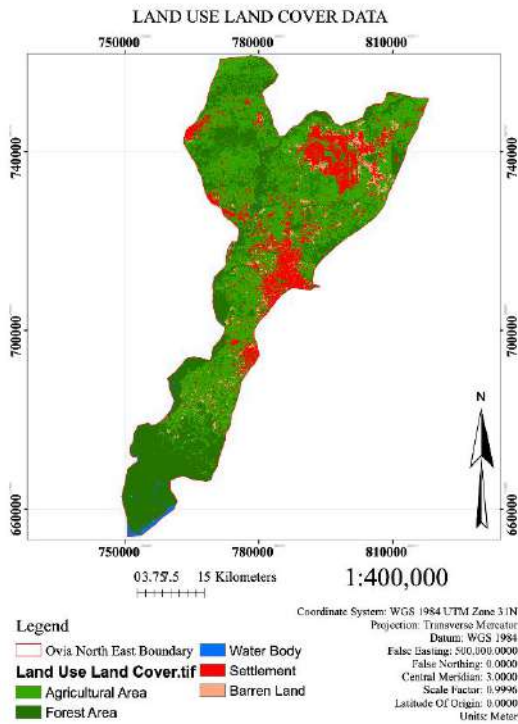 LAND USE LAND COVER DATA
750000 780000 810000
740000 740000
700000 700000
660000 660000
750000 780000 810000
N
0 3.75 7.5 15 Kilometers
1:400,000
Legend
Ovia North East Boundary
Land Use Land Cover.tif
Agricultural Area
Forest Area
Water Body
Settlement
Barren Land
Coordinate System: WGS 1984 UTM Zone 31N
Projection: Transverse Mercator
Datum: WGS 1984
False Easting: 500,000.0000
False Northing: 0.0000
Central Meridian: 3.0000
Scale Factor: 0.9996
Latitude Of Origin: 0.0000
Units: Meter